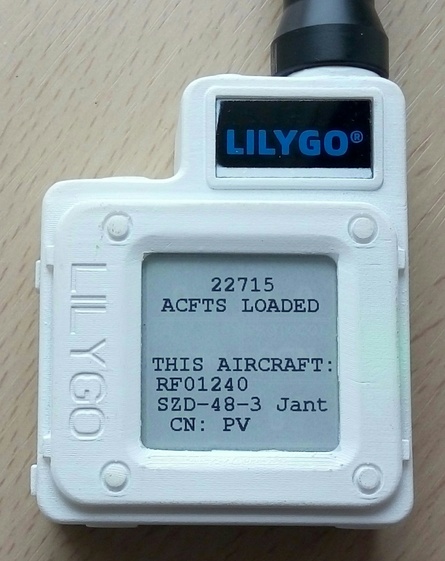 LILYGO®
LILYGO
22715
ACFTS LOADED
THIS AIRCRAFT:
RF01240
SZD-48-3 Jant
CN: PV